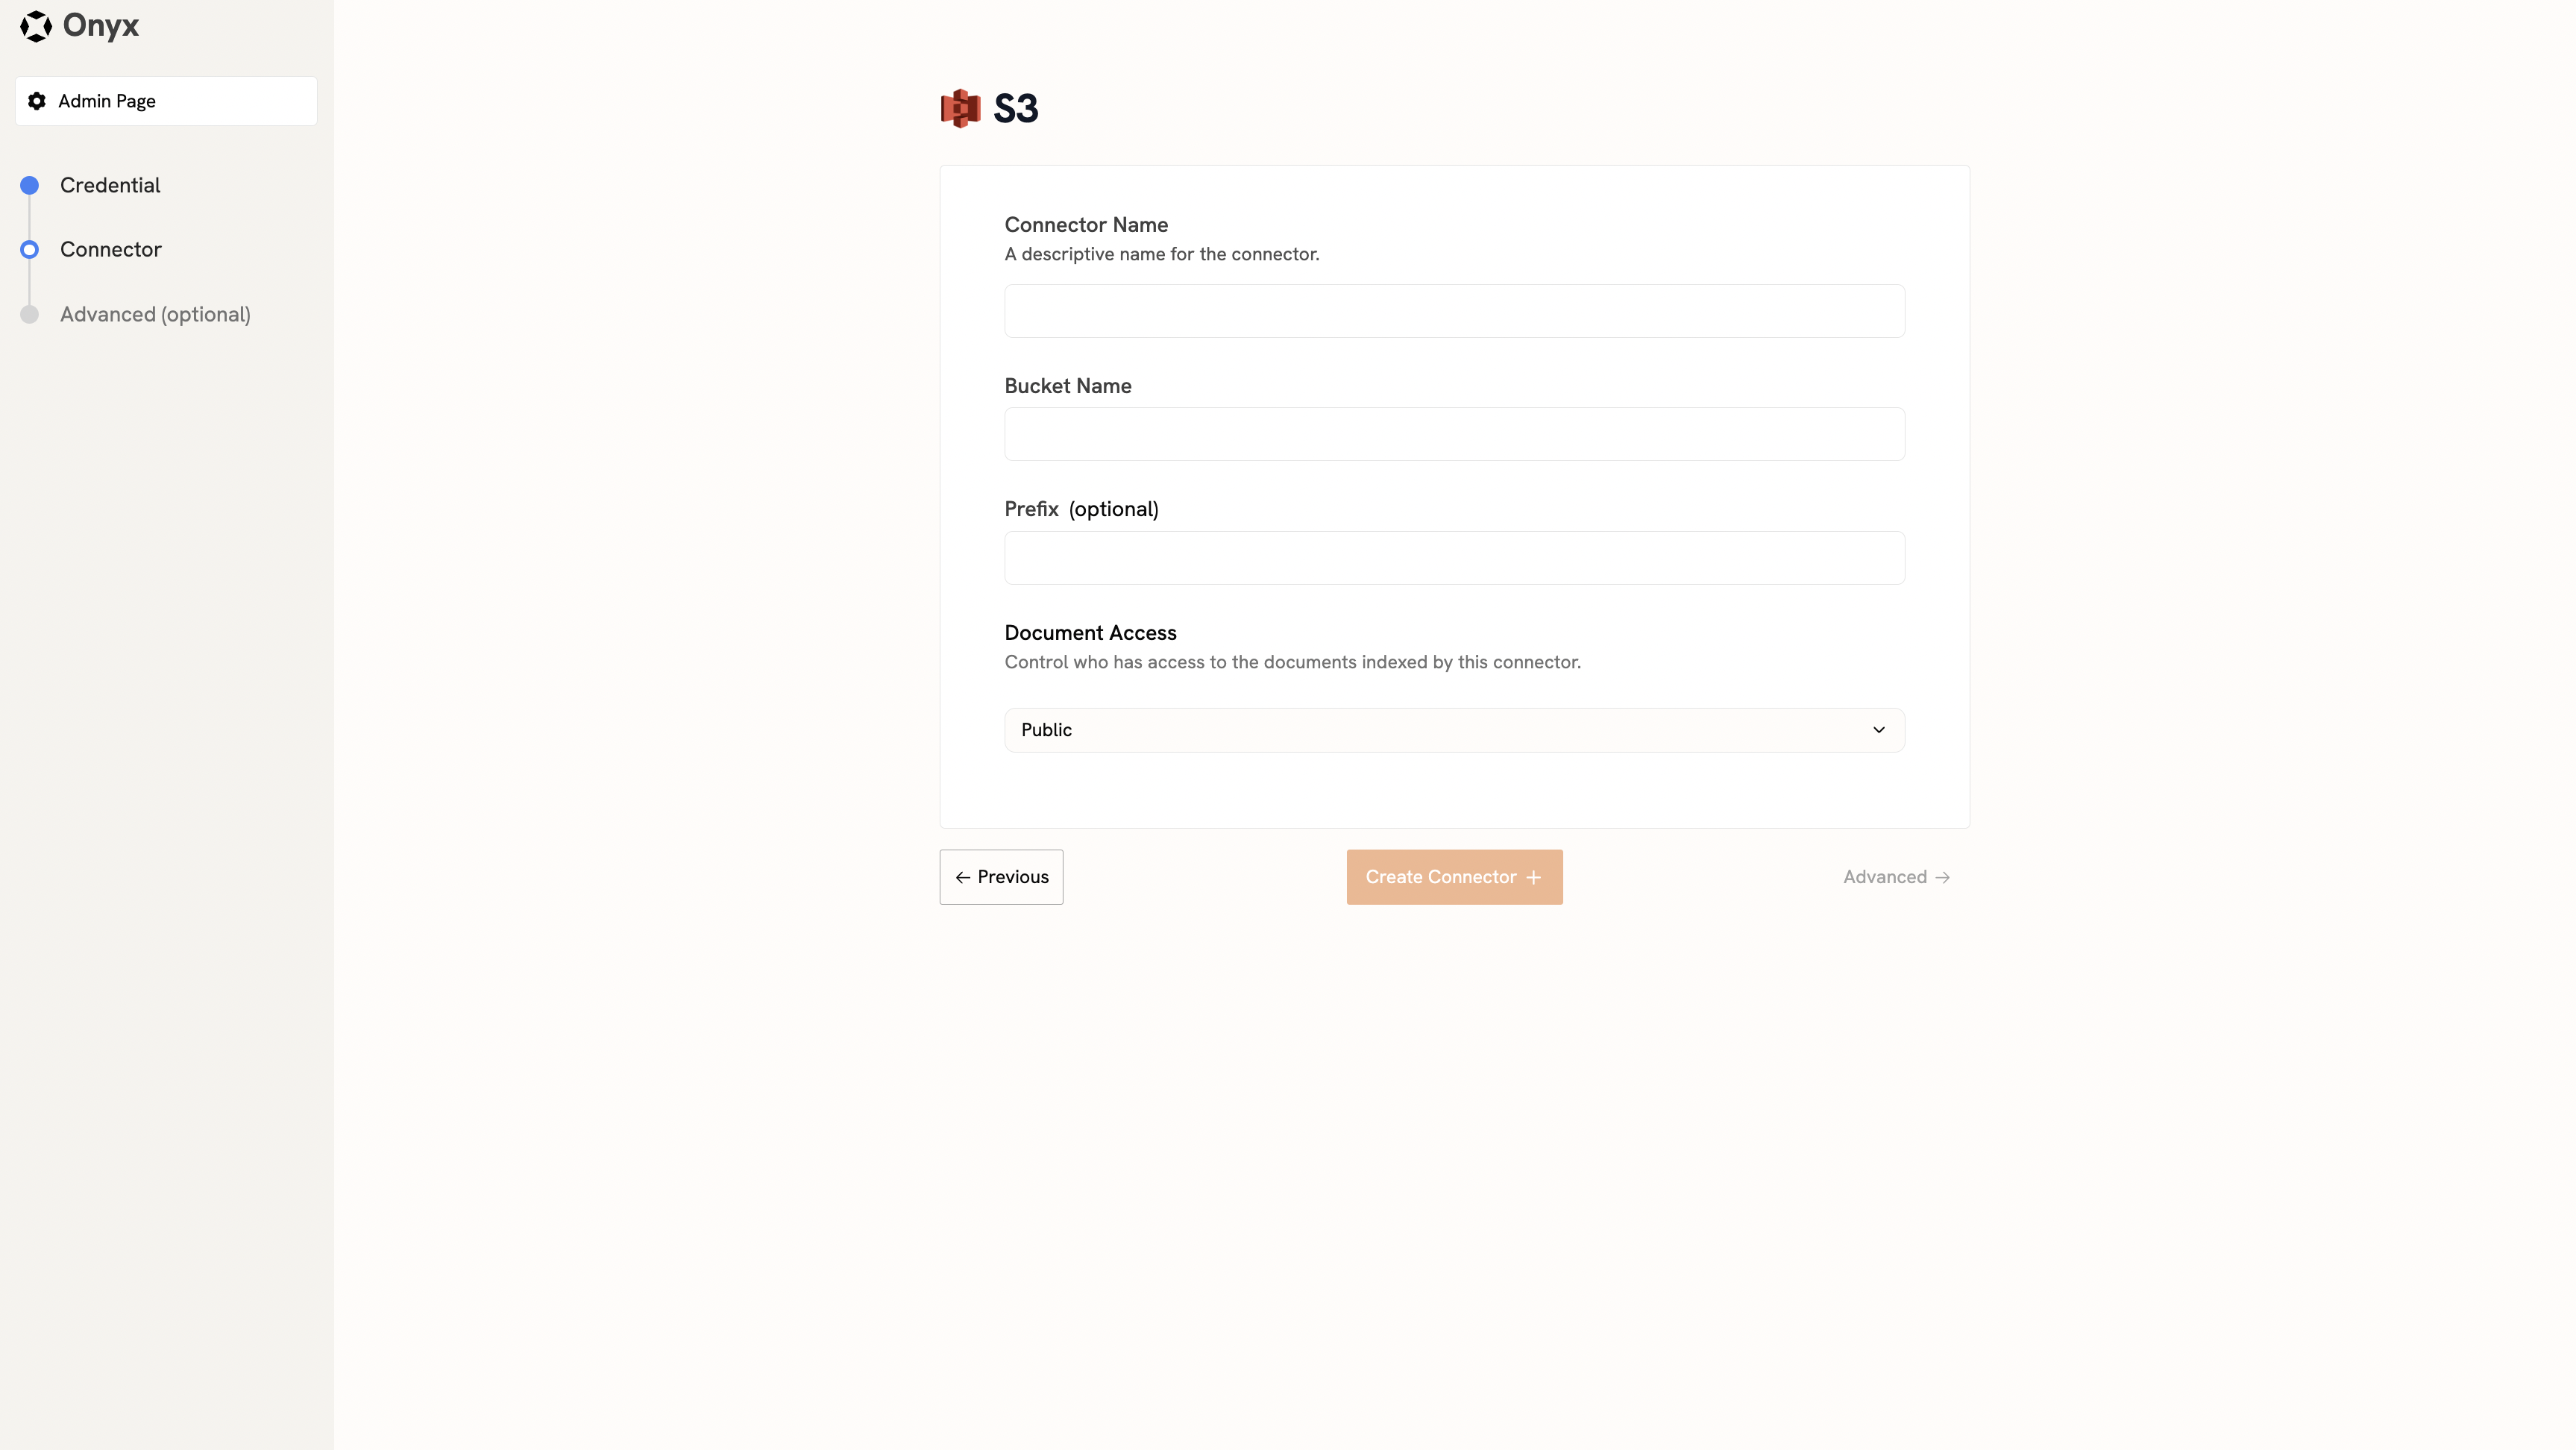 Onyx
Admin Page
Credential
Connector
Advanced (optional)
S3
Connector Name
A descriptive name for the connector.
Bucket Name
Prefix (optional)
Document Access
Control who has access to the documents indexed by this connector.
Public
← Previous
Create Connector +
Advanced →